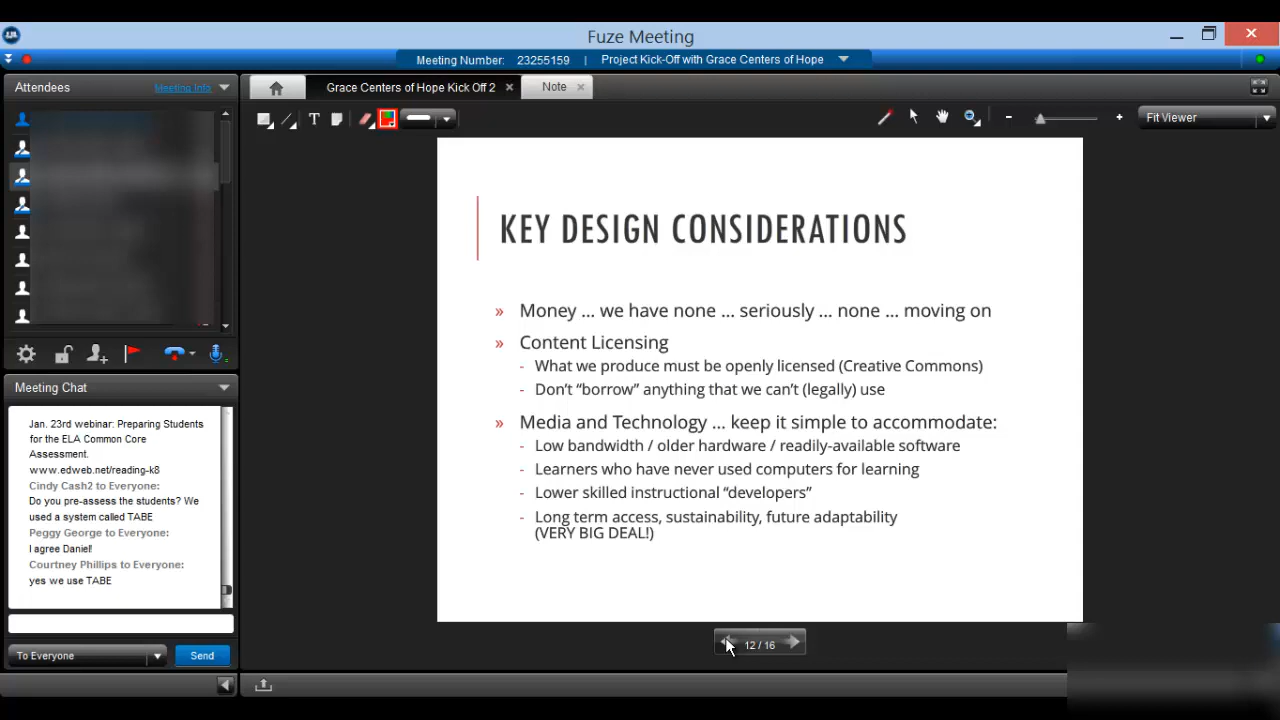 Fuze Meeting
Meeting Number: 23255159 | Project Kick-Off with Grace Centers of Hope
Attendees
Meeting Info
Grace Centers of Hope Kick Off 2
Note
T
Fit Viewer
KEY DESIGN CONSIDERATIONS
» Money ... we have none ... seriously ... none ... moving on
» Content Licensing
- What we produce must be openly licensed (Creative Commons)
- Don't “borrow” anything that we can't (legally) use
» Media and Technology ... keep it simple to accommodate:
- Low bandwidth / older hardware / readily-available software
- Learners who have never used computers for learning
- Lower skilled instructional “developers”
- Long term access, sustainability, future adaptability
(VERY BIG DEAL!)
12 / 16
Meeting Chat
Jan. 23rd webinar: Preparing Students
for the ELA Common Core
Assessment.
www.edweb.net/reading-k8
Cindy Cash2 to Everyone:
Do you pre-assess the students? We
used a system called TABE
Peggy George to Everyone:
I agree Daniel!
Courtney Phillips to Everyone:
yes we use TABE
To Everyone
Send